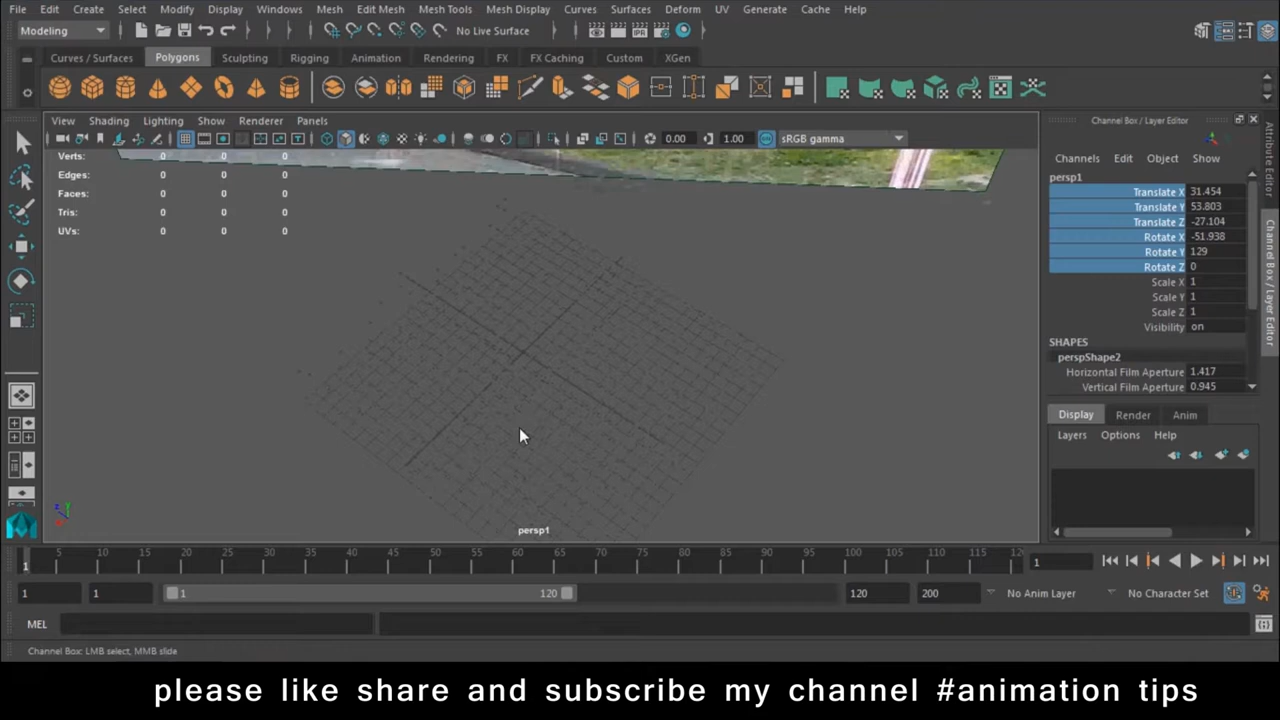 File Edit Create Select Modify Display Windows Mesh Edit Mesh Mesh Tools Mesh Display Curves Surfaces Deform UV Generate Cache Help
Modeling No Live Surface
Curves / Surfaces Polygons Sculpting Rigging Animation Rendering FX FX Caching Custom XGen
View Shading Lighting Show Renderer Panels
0.00 1.00 sRGB gamma
Verts: 0 0 0
Edges: 0 0 0
Faces: 0 0 0
Tris: 0 0 0
UVs: 0 0 0
persp1
Channel Box / Layer Editor
Channels Edit Object Show
persp1
Translate X 31.454
Translate Y 53.803
Translate Z -27.104
Rotate X -51.938
Rotate Y 129
Rotate Z 0
Scale X 1
Scale Y 1
Scale Z 1
Visibility on
SHAPES
perspShape2
Horizontal Film Aperture 1.417
Vertical Film Aperture 0.945
Display Render Anim
Layers Options Help
Attribute Editor
Channel Box / Layer Editor
5 10 15 20 25 30 35 40 45 50 55 60 65 70 75 80 85 90 95 100 105 110 115 12
1
1
1 1 1 120 120 200 No Anim Layer No Character Set
MEL
Channel Box: LMB select, MMB slide
please like share and subscribe my channel #animation tips